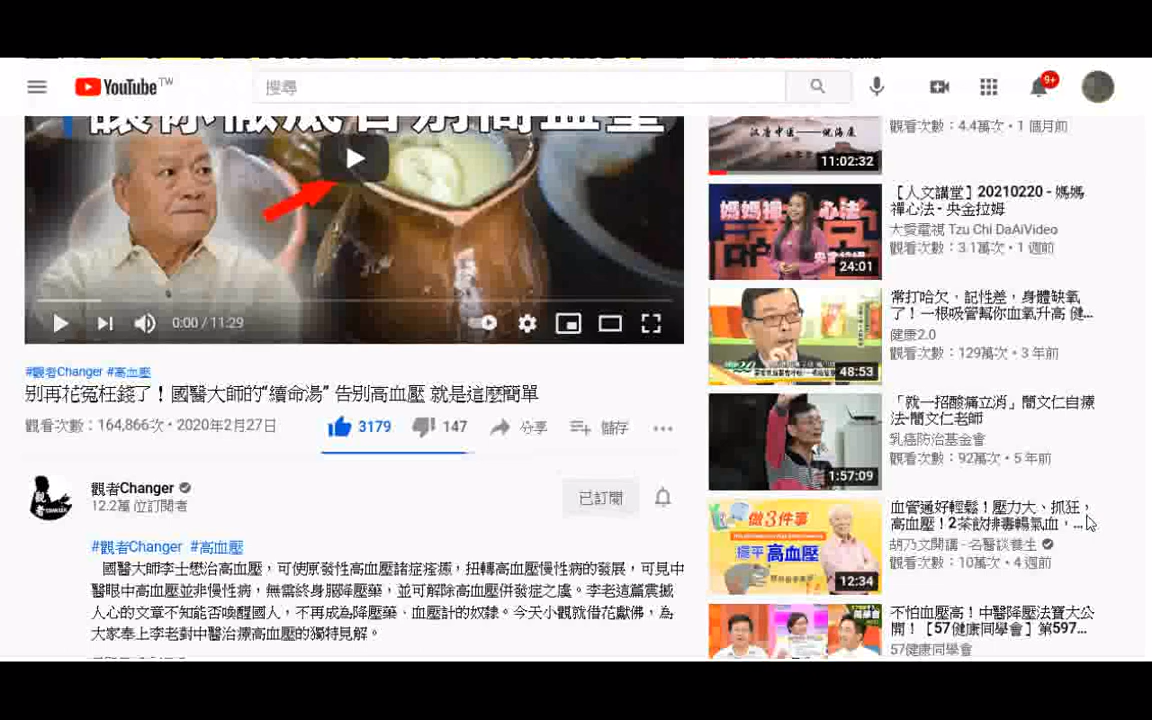 YouTube TW
搜尋
9+
0:00 / 11:29
#觀者Changer #高血壓
別再花冤枉錢了！國醫大師的“續命湯” 告別高血壓 就是這麼簡單
觀看次數：164,866次 • 2020年2月27日
3179
147
分享
儲存
觀者Changer
12.2萬 位訂閱者
已訂閱
#觀者Changer #高血壓
國醫大師李士懋治高血壓，可使原發性高血壓諸症痊癒，扭轉高血壓慢性病的發展，可見中
醫眼中高血壓並非慢性病，無需終身服降壓藥，並可解除高血壓併發症之虞。李老這篇震撼
人心的文章不知能否喚醒國人，不再成為降壓藥、血壓計的奴隸。今天小觀就借花獻佛，為
大家奉上李老對中醫治療高血壓的獨特見解。
漢唐中医——倪海厦
11:02:32
觀看次數：4.4萬次 • 1 個月前
媽媽禪 心法
24:01
【人文講堂】20210220 - 媽媽
禪心法 - 央金拉姆
大愛電視 Tzu Chi DaAiVideo
觀看次數：3.1萬次 • 1 週前
48:53
常打哈欠，記性差，身體缺氧
了！一根吸管幫你血氧升高 健...
健康2.0
觀看次數：129萬次 • 3 年前
1:57:09
「就一招酸痛立消」簡文仁自療
法-簡文仁老師
乳癌防治基金會
觀看次數：92萬次 • 5 年前
做3件事
擺平 高血壓
12:34
血管通好輕鬆！壓力大、抓狂，
高血壓！2茶飲排毒暢氣血，...
胡乃文開講 - 名醫談養生
觀看次數：10萬次 • 4 週前
不怕血壓高！中醫降壓法寶大公
開！【57健康同學會】第597...
57健康同學會